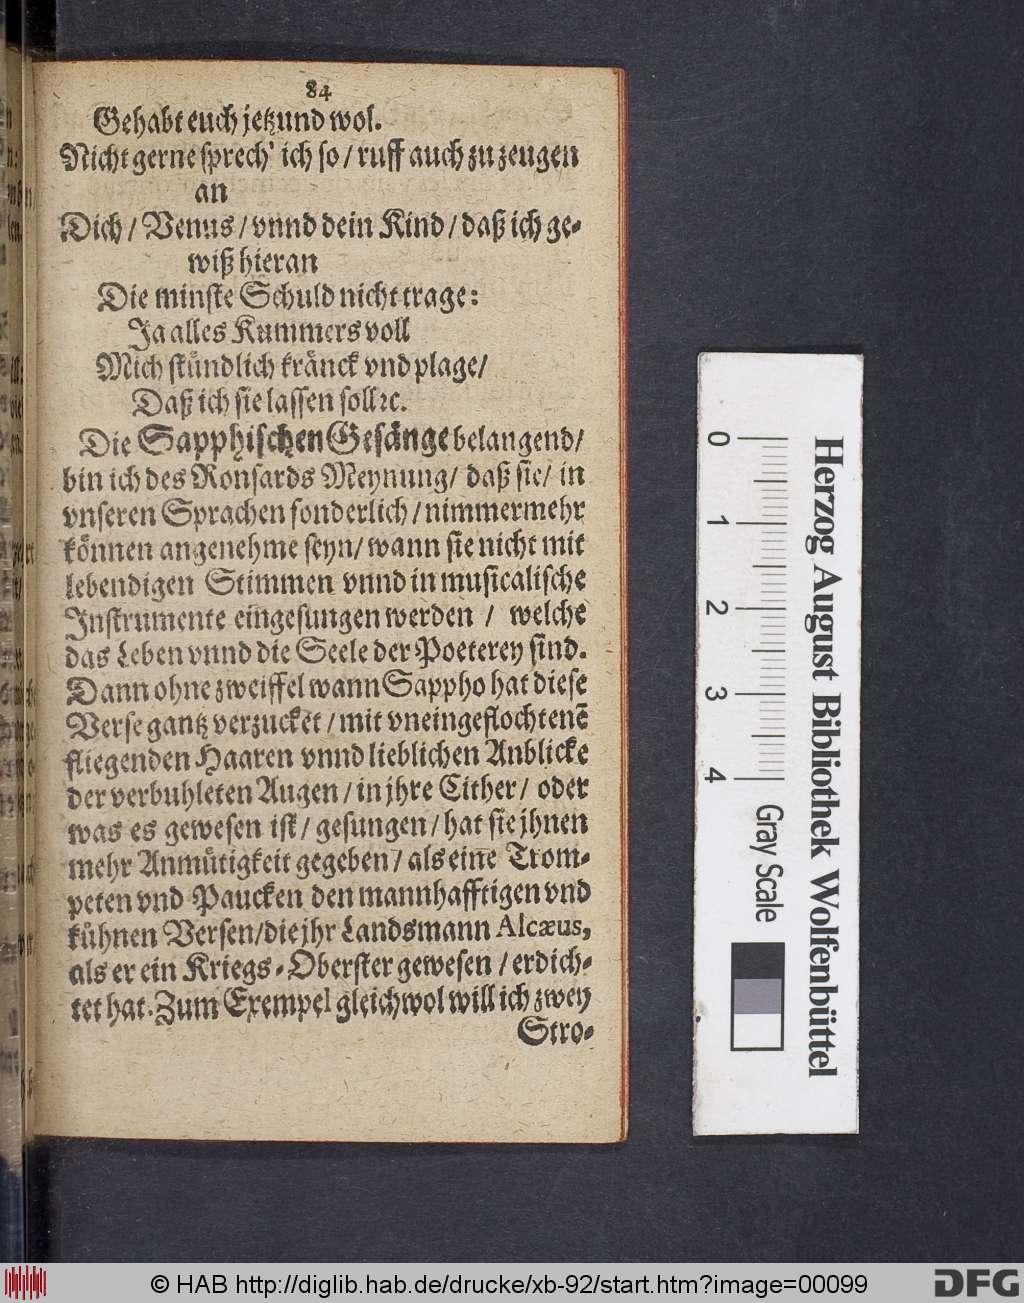 84
Gehabt euch jetzund wol.
Nicht gerne sprech' ich so / ruff auch zu zeugen
an
Dich / Venus / vnnd dein Kind / daß ich ge-
wiß hieran
Die minste Schuld nicht trage:
Ja alles Kummers voll
Mich stündlich kränck vnd plage /
Daß ich sie lassen soll ꝛc.
Die Sapphischen Gesänge belangend /
bin ich des Ronsards Meynung / daß sie / in
vnseren Sprachen sonderlich / nimmermehr
können angenehme seyn / wann sie nicht mit
lebendigen Stimmen vnnd in musicalische
Instrumente eingesungen werden / welche
das Leben vnnd die Seele der Poeterey sind.
Dann ohne zweiffel wann Sappho hat diese
Verse gantz verzucket / mit vneingeflochtenē
fliegenden Haaren vnnd lieblichen Anblicke
der verbuhleten Augen / in jhre Cither / oder
was es gewesen ist / gesungen / hat sie jhnen
mehr Anmütigkeit gegeben / als eine Trom-
peten vnd Paucken den mannhafftigen vnd
kühnen Versen / die jhr Landsmann Alcæus,
als er ein Kriegs-Oberster gewesen / erdich-
tet hat. Zum Exempel gleichwol will ich zwey
Stro-
0 1 2 3 4
Gray Scale
Herzog August Bibliothek Wolfenbüttel
© HAB http://diglib.hab.de/drucke/xb-92/start.htm?image=00099
DFG